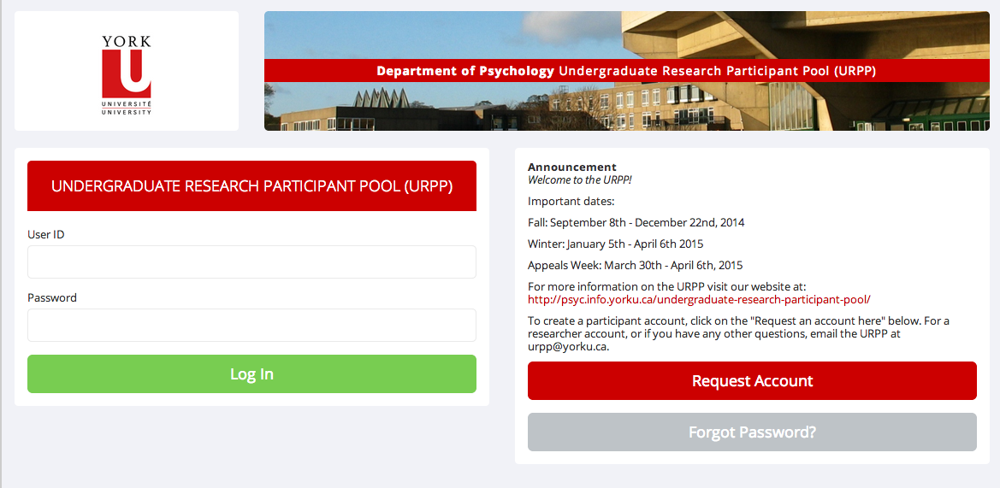 YORK
U
UNIVERSITÉ
UNIVERSITY
Department of Psychology Undergraduate Research Participant Pool (URPP)
UNDERGRADUATE RESEARCH PARTICIPANT POOL (URPP)
User ID
Password
Log In
Announcement
Welcome to the URPP!
Important dates:
Fall: September 8th - December 22nd, 2014
Winter: January 5th - April 6th 2015
Appeals Week: March 30th - April 6th, 2015
For more information on the URPP visit our website at:
http://psyc.info.yorku.ca/undergraduate-research-participant-pool/
To create a participant account, click on the "Request an account here" below. For a
researcher account, or if you have any other questions, email the URPP at
urpp@yorku.ca.
Request Account
Forgot Password?